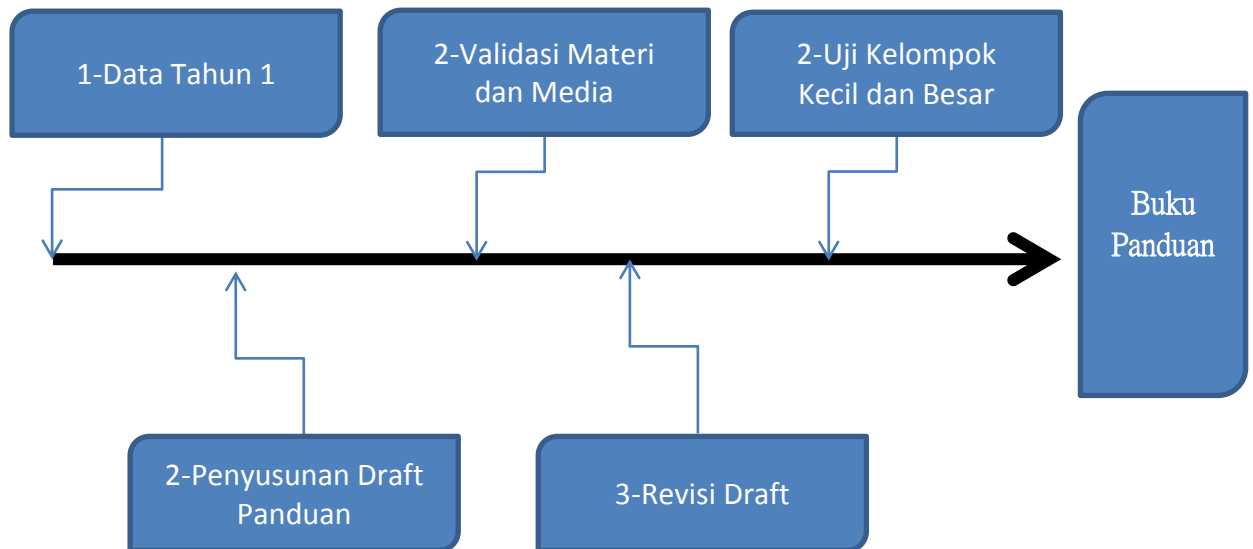 1-Data Tahun 1
2-Validasi Materi
dan Media
2-Uji Kelompok
Kecil dan Besar
Buku
Panduan
2-Penyusunan Draft
Panduan
3-Revisi Draft